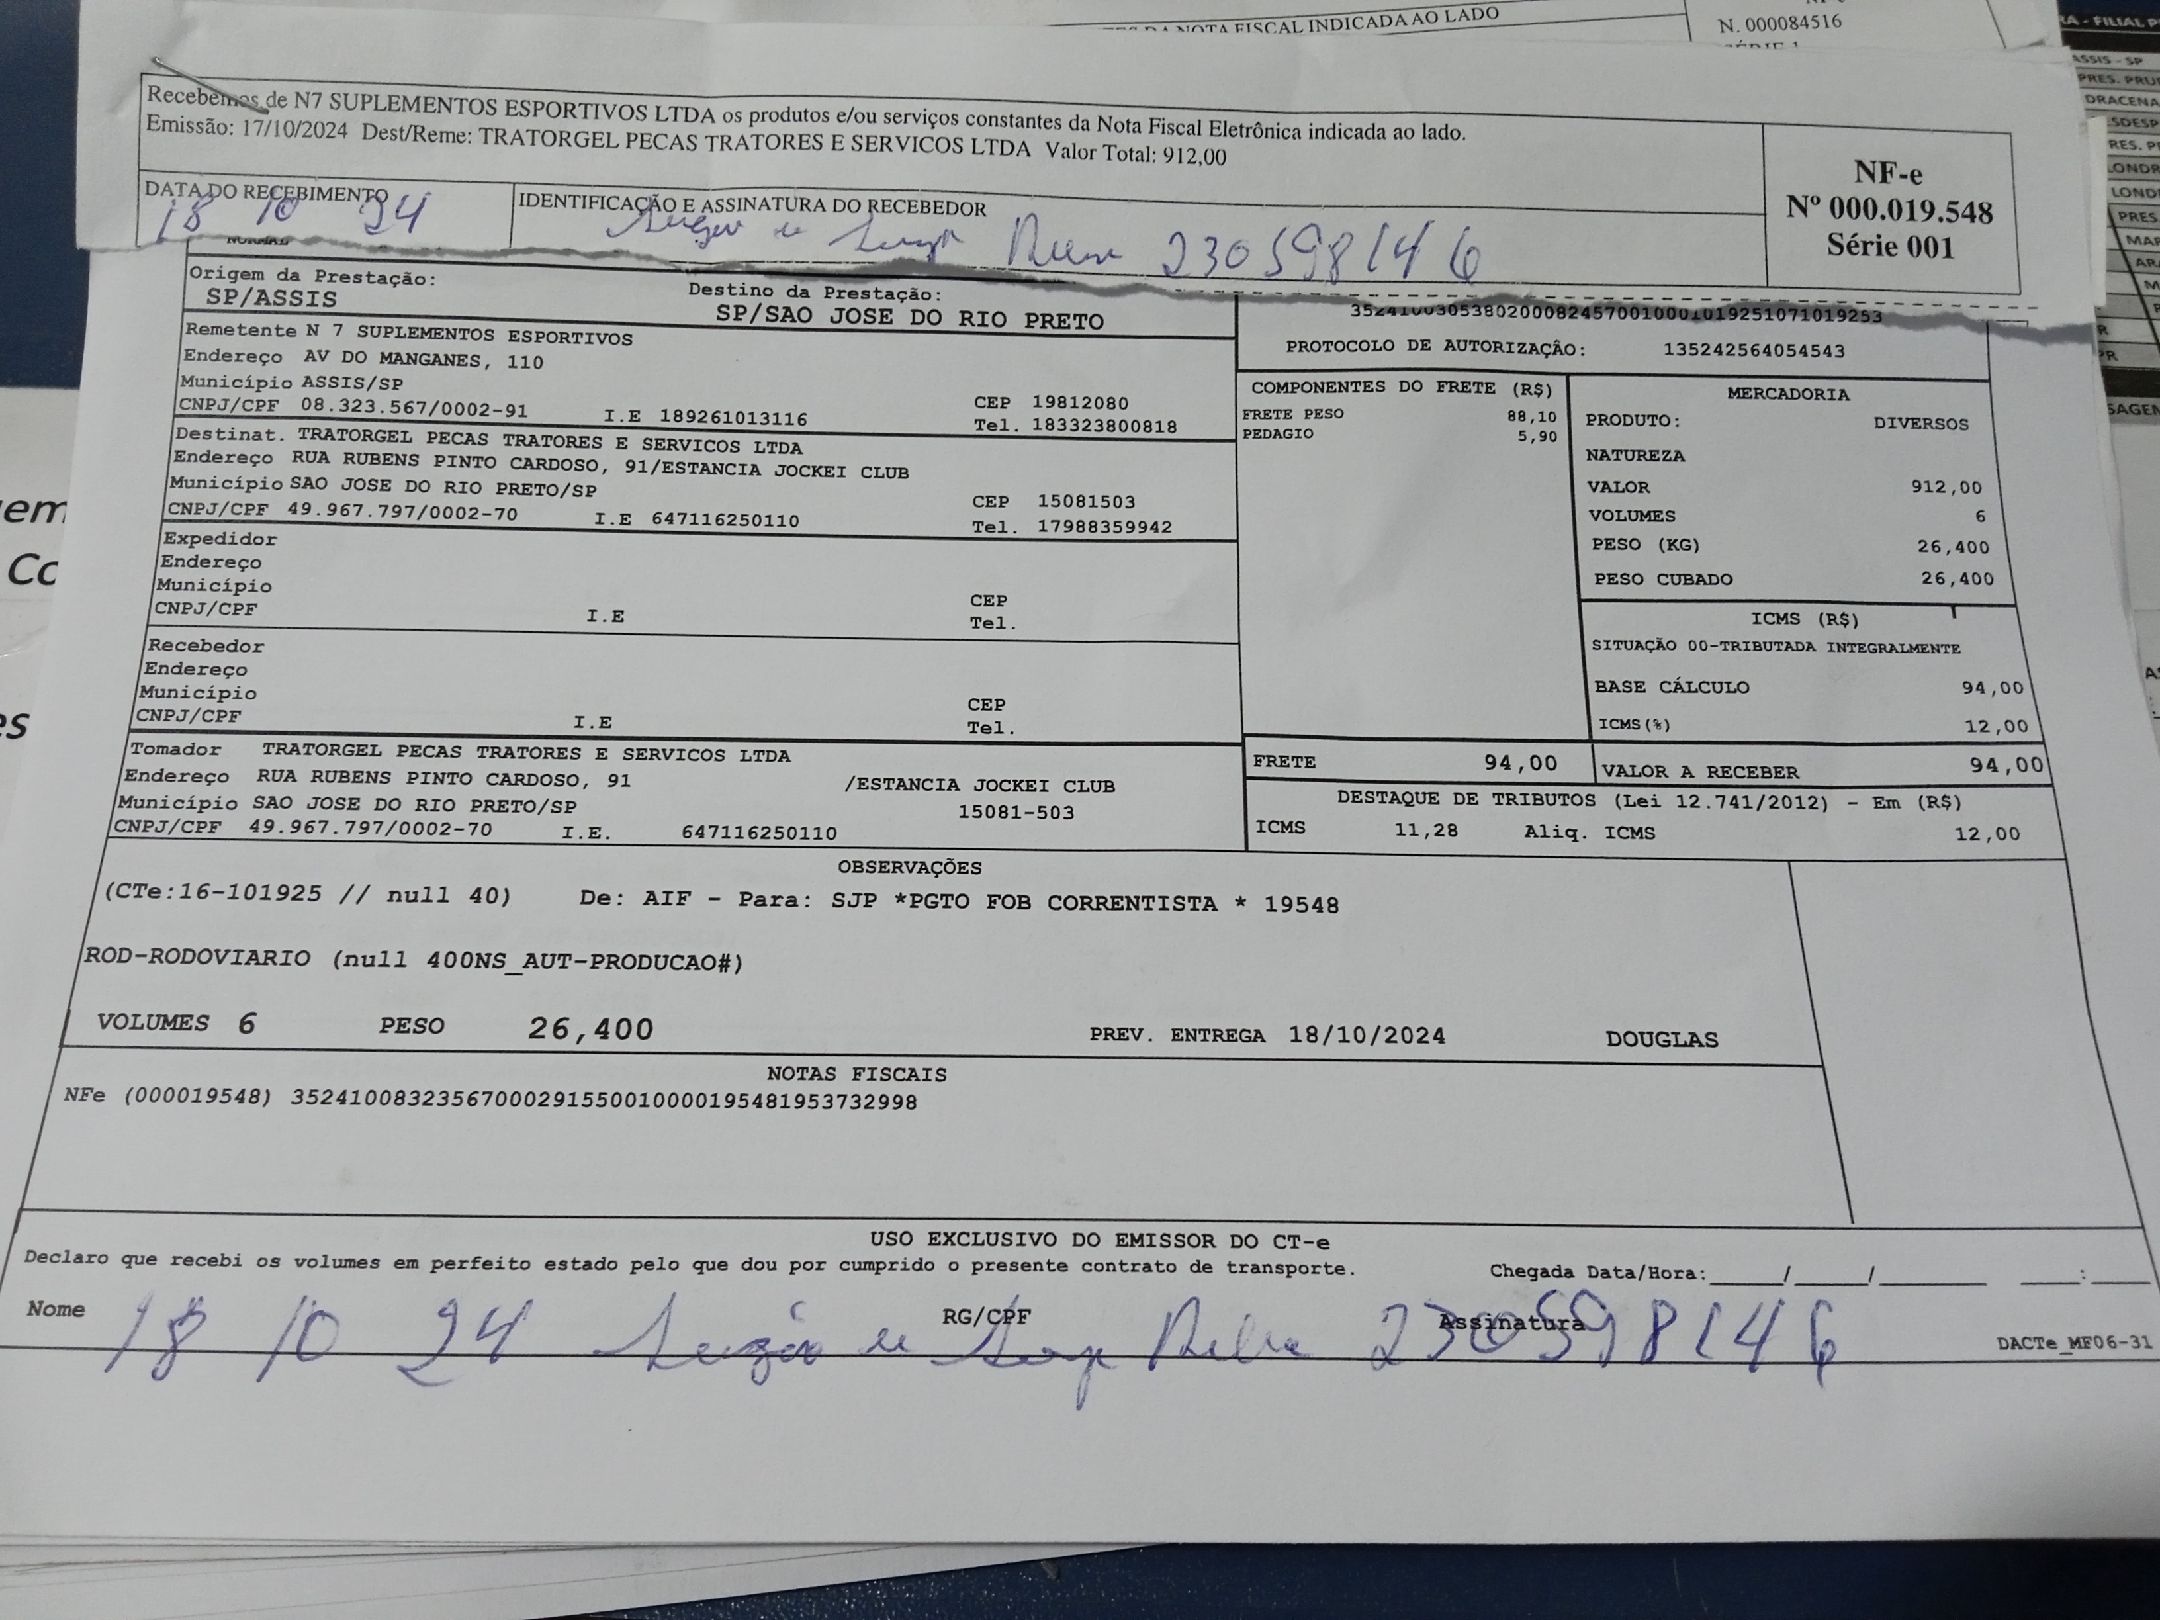 NOTA FISCAL INDICADA AO LADO
N. 000084516
Recebemos de N7 SUPLEMENTOS ESPORTIVOS LTDA os produtos e/ou serviços constantes da Nota Fiscal Eletrônica indicada ao lado.
Emissão: 17/10/2024 Dest/Reme: TRATORGEL PECAS TRATORES E SERVICOS LTDA Valor Total: 912,00
NF-e
Nº 000.019.548
Série 001
DATA DO RECEBIMENTO
18 10 24
IDENTIFICAÇÃO E ASSINATURA DO RECEBEDOR
230598146
Origem da Prestação:
SP/ASSIS
Destino da Prestação:
SP/SAO JOSE DO RIO PRETO
PROTOCOLO DE AUTORIZAÇÃO: 135242564054543
Remetente N 7 SUPLEMENTOS ESPORTIVOS
Endereço AV DO MANGANES, 110
Município ASSIS/SP CEP 19812080
CNPJ/CPF 08.323.567/0002-91 I.E 189261013116 Tel. 183323800818
Destinat. TRATORGEL PECAS TRATORES E SERVICOS LTDA
Endereço RUA RUBENS PINTO CARDOSO, 91/ESTANCIA JOCKEI CLUB
Município SAO JOSE DO RIO PRETO/SP CEP 15081503
CNPJ/CPF 49.967.797/0002-70 I.E 647116250110 Tel. 17988359942
Expedidor
Endereço
Município CEP
CNPJ/CPF I.E Tel.
Recebedor
Endereço
Município CEP
CNPJ/CPF I.E Tel.
Tomador TRATORGEL PECAS TRATORES E SERVICOS LTDA
Endereço RUA RUBENS PINTO CARDOSO, 91 /ESTANCIA JOCKEI CLUB
Município SAO JOSE DO RIO PRETO/SP 15081-503
CNPJ/CPF 49.967.797/0002-70 I.E. 647116250110
COMPONENTES DO FRETE (R$)
FRETE PESO 88,10
PEDAGIO 5,90
MERCADORIA
PRODUTO: DIVERSOS
NATUREZA
VALOR 912,00
VOLUMES 6
PESO (KG) 26,400
PESO CUBADO 26,400
ICMS (R$)
SITUAÇÃO 00-TRIBUTADA INTEGRALMENTE
BASE CÁLCULO 94,00
ICMS(%) 12,00
FRETE 94,00 VALOR A RECEBER 94,00
DESTAQUE DE TRIBUTOS (Lei 12.741/2012) - Em (R$)
ICMS 11,28 Aliq. ICMS 12,00
OBSERVAÇÕES
(CTe:16-101925 // null 40) De: AIF - Para: SJP *PGTO FOB CORRENTISTA * 19548
ROD-RODOVIARIO (null 400NS_AUT-PRODUCAO#)
VOLUMES 6 PESO 26,400 PREV. ENTREGA 18/10/2024 DOUGLAS
NOTAS FISCAIS
NFe (000019548) 35241008323567000291550010000195481953732998
USO EXCLUSIVO DO EMISSOR DO CT-e
Declaro que recebi os volumes em perfeito estado pelo que dou por cumprido o presente contrato de transporte.
Chegada Data/Hora:_____/_____/_______ ____:____
Nome RG/CPF Assinatura
18 10 24 230598146
DACTe_MF06-31